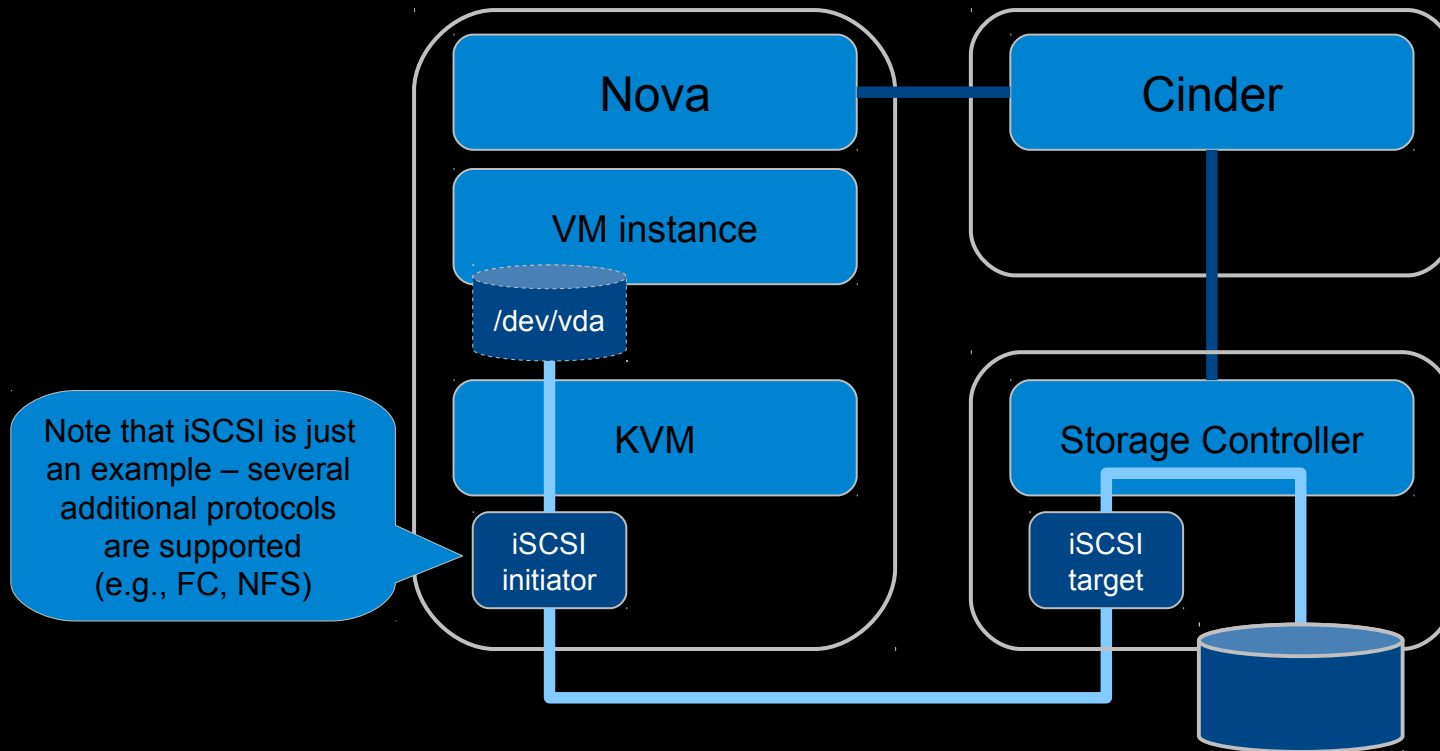 Nova
Cinder
VM instance
/dev/vda
KVM
Storage Controller
Note that iSCSI is just
an example – several
additional protocols
are supported
(e.g., FC, NFS)
iSCSI
initiator
iSCSI
target